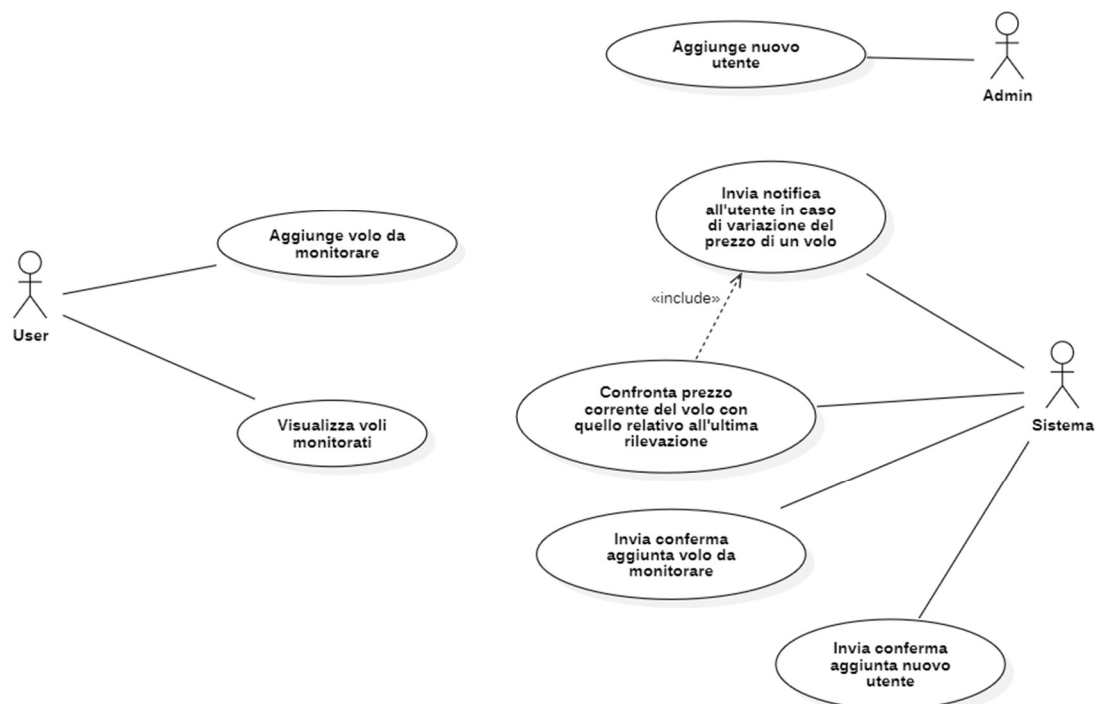 Aggiunge nuovo
utente
Admin
Invia notifica
all'utente in caso
di variazione del
prezzo di un volo
Aggiunge volo da
monitorare
«include»
User
Confronta prezzo
corrente del volo con
quello relativo all'ultima
rilevazione
Sistema
Visualizza voli
monitorati
Invia conferma
aggiunta volo da
monitorare
Invia conferma
aggiunta nuovo
utente